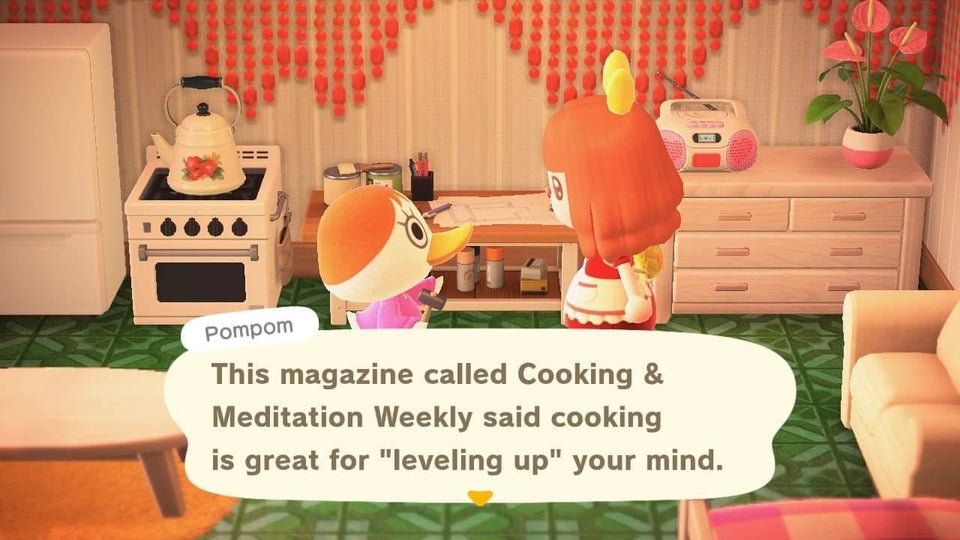 Pompom
This magazine called Cooking &
Meditation Weekly said cooking
is great for "leveling up" your mind.